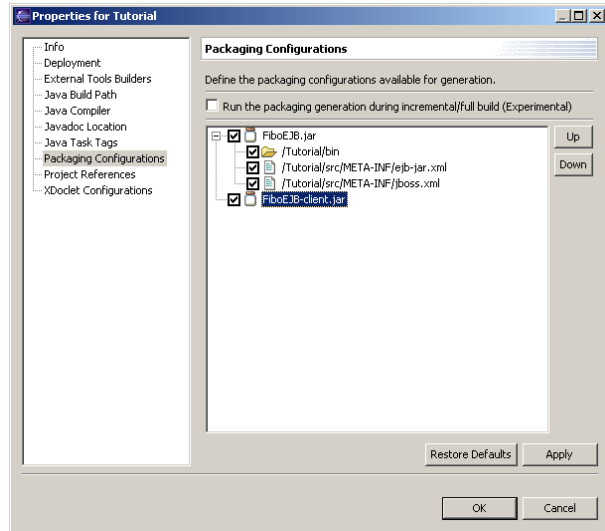 Properties for Tutorial
Info
Deployment
External Tools Builders
Java Build Path
Java Compiler
Javadoc Location
Java Task Tags
Packaging Configurations
Project References
XDoclet Configurations
Packaging Configurations
Define the packaging configurations available for generation.
Run the packaging generation during incremental/full build (Experimental)
FiboEJB.jar
/Tutorial/bin
/Tutorial/src/META-INF/ejb-jar.xml
/Tutorial/src/META-INF/jboss.xml
FiboEJB-client.jar
Up
Down
Restore Defaults
Apply
OK
Cancel